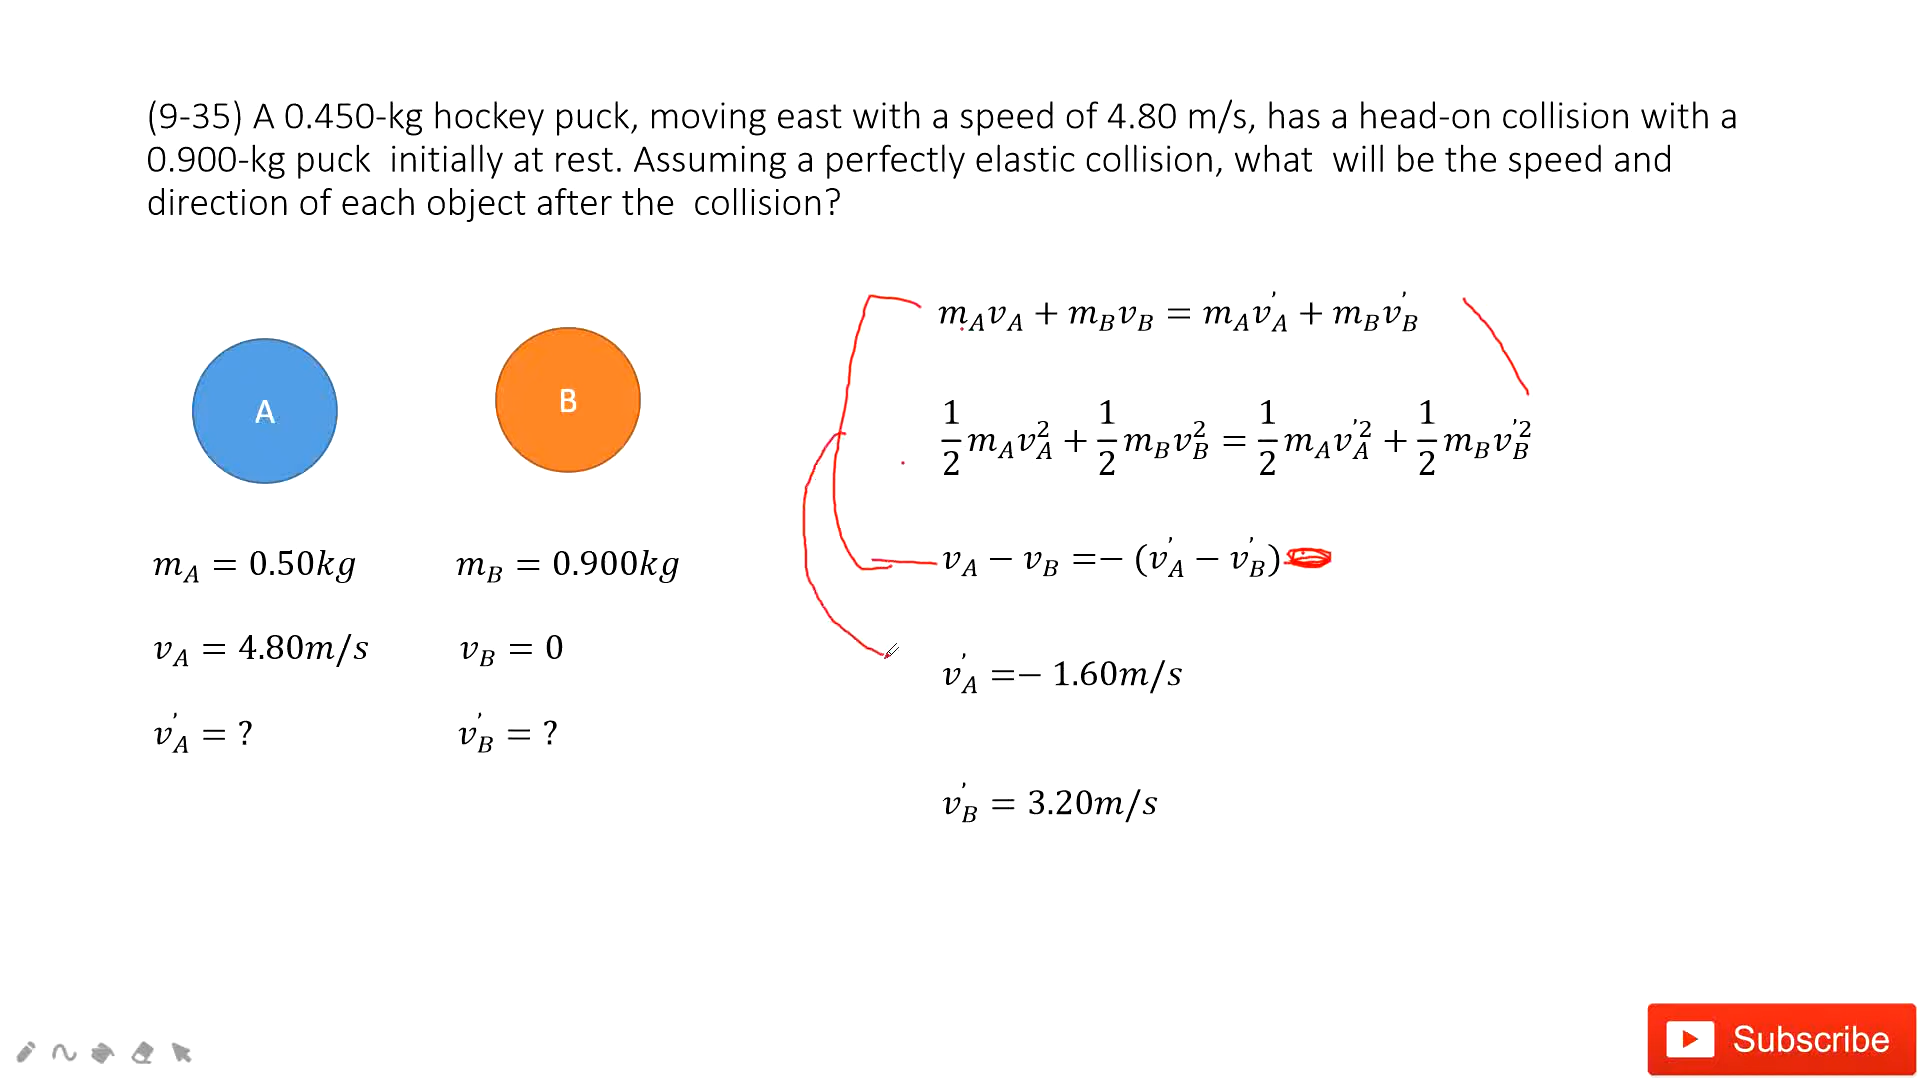 (9-35) A 0.450-kg hockey puck, moving east with a speed of 4.80 m/s, has a head-on collision with a
0.900-kg puck initially at rest. Assuming a perfectly elastic collision, what will be the speed and
direction of each object after the collision?
A
B
m_A = 0.50kg
m_B = 0.900kg
v_A = 4.80m/s
v_B = 0
v'_A = ?
v'_B = ?
m_A v_A + m_B v_B = m_A v'_A + m_B v'_B
1/2 m_A v_A^2 + 1/2 m_B v_B^2 = 1/2 m_A v'_A^2 + 1/2 m_B v'_B^2
v_A − v_B =− (v'_A − v'_B)
v'_A =− 1.60m/s
v'_B = 3.20m/s
Subscribe